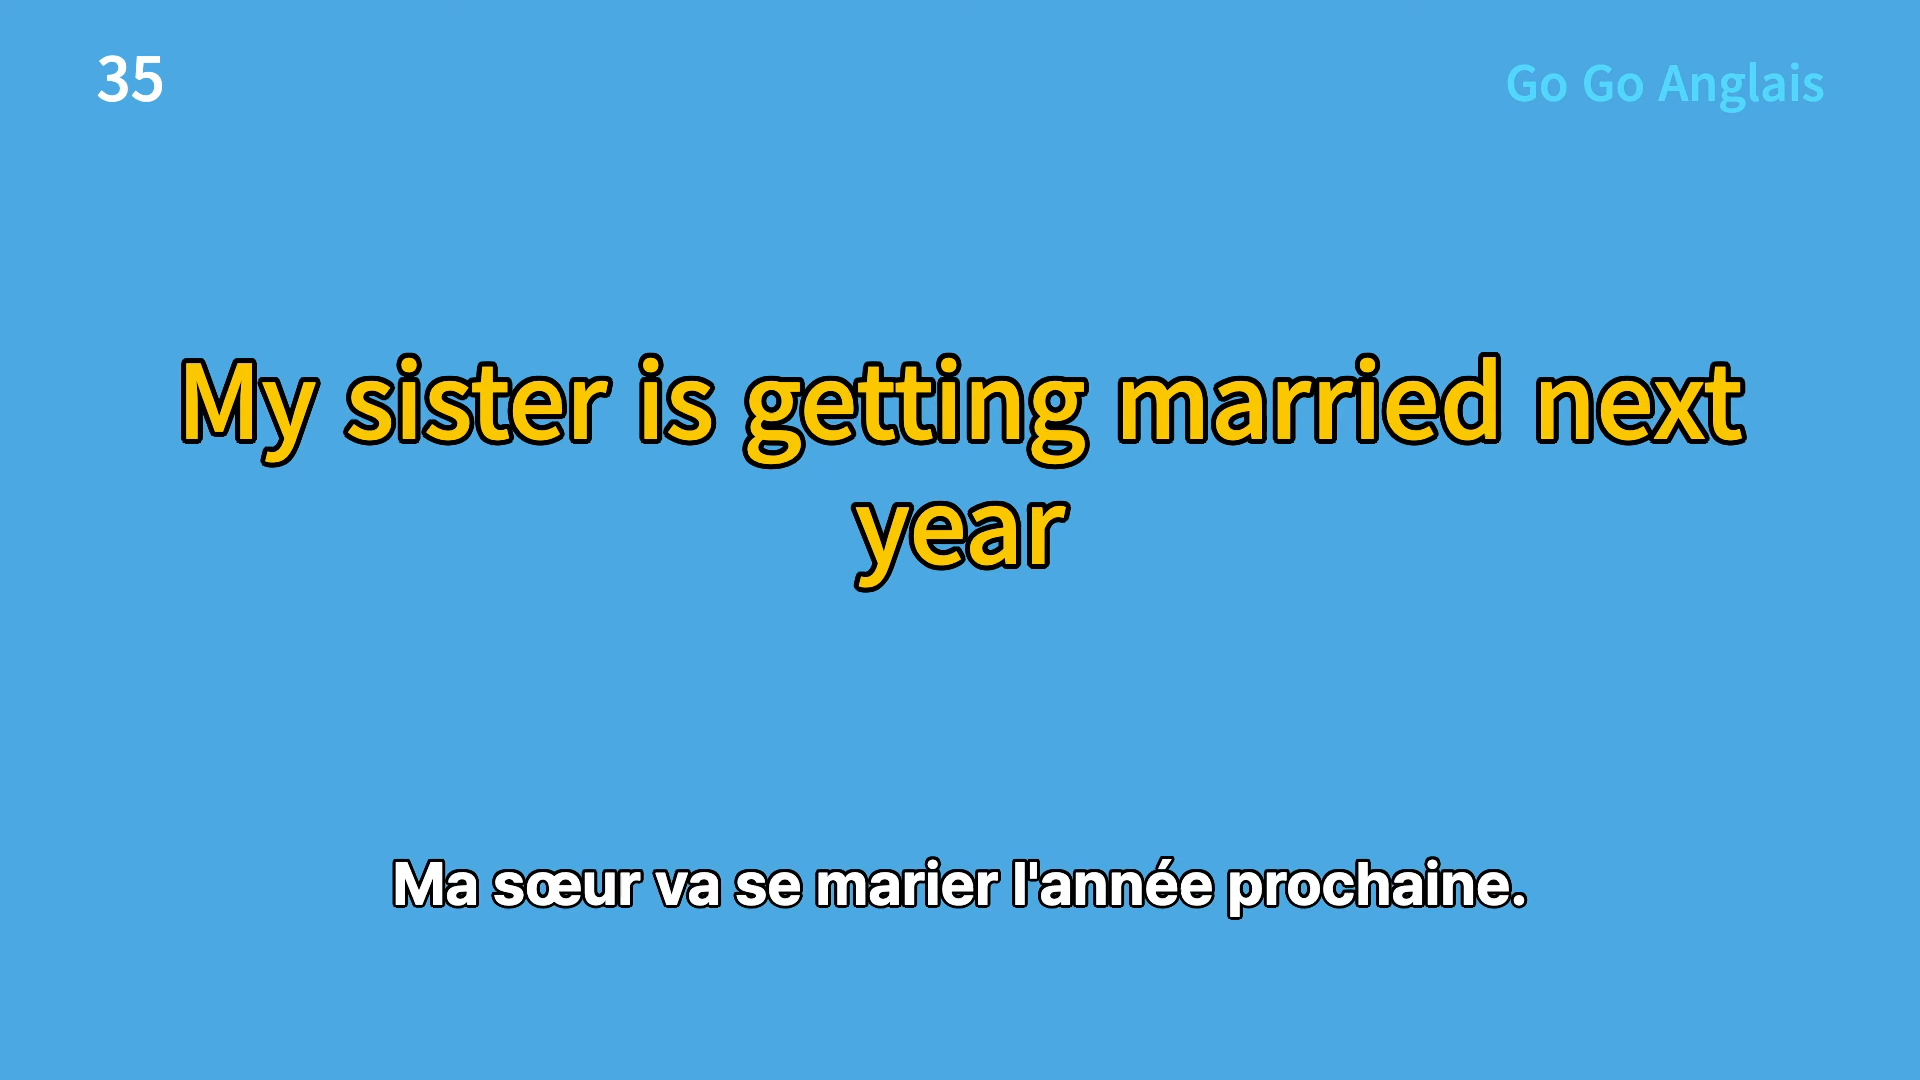 35
Go Go Anglais
My sister is getting married next
year
Ma sœur va se marier l'année prochaine.